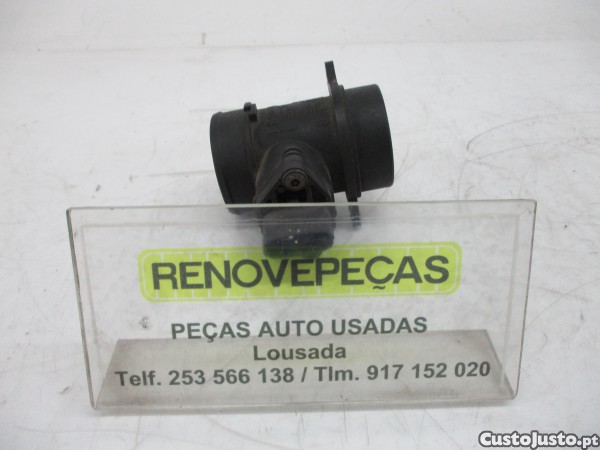 RENOVEPEÇAS
PEÇAS AUTO USADAS
Lousada
Telf. 253 566 138 / Tlm. 917 152 020
CustoJusto.pt